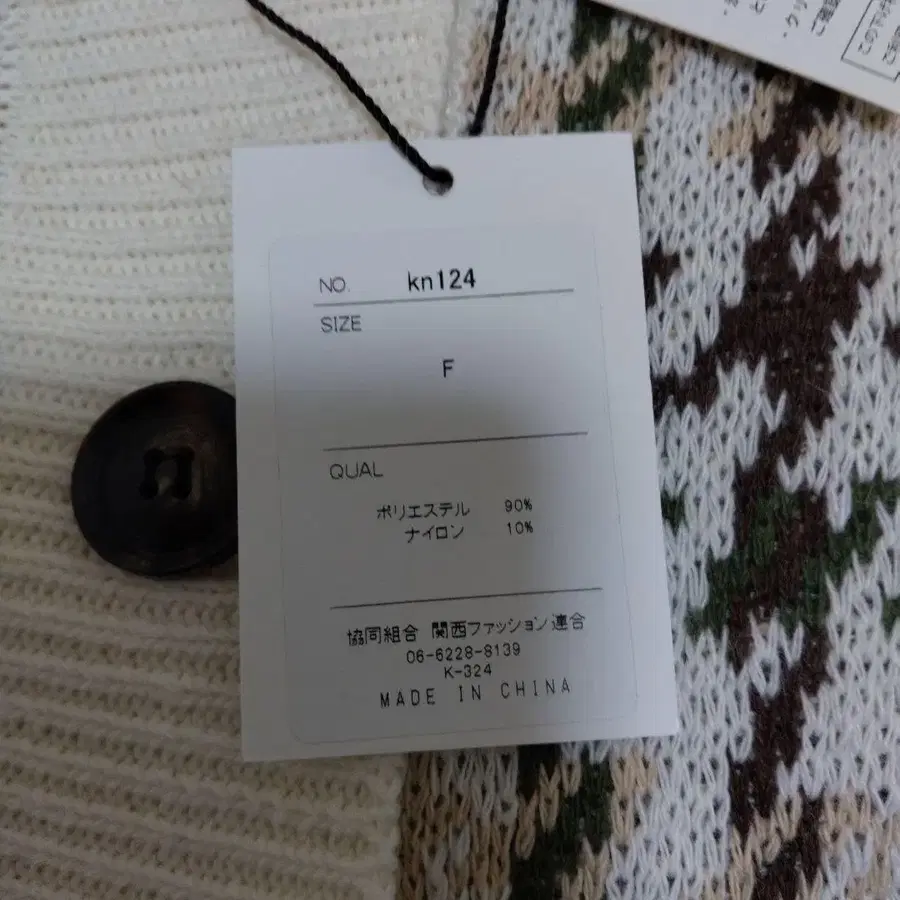 NO. kn124
SIZE
F
QUAL
ポリエステル 90%
ナイロン 10%
協同組合 関西ファッション連合
06-6228-8139
K-324
MADE IN CHINA